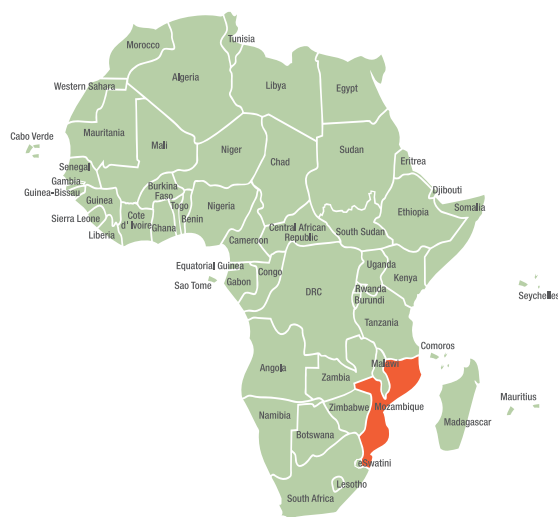 Tunisia
Morocco
Algeria
Libya
Egypt
Western Sahara
Mauritania
Mali
Niger
Chad
Sudan
Eritrea
Cabo Verde
Senegal
Gambia
Guinea-Bissau
Guinea
Sierra Leone
Liberia
Cote
d' Ivoire
Burkina
Faso
Ghana
Togo
Benin
Nigeria
Cameroon
Central African
Republic
South Sudan
Ethiopia
Djibouti
Somalia
Equatorial Guinea
Sao Tome
Gabon
Congo
DRC
Uganda
Kenya
Rwanda
Burundi
Tanzania
Seychelles
Comoros
Angola
Zambia
Malewi
Mozambique
Mauritius
Madagascar
Namibia
Zimbabwe
Botswana
eSwatini
Lesotho
South Africa